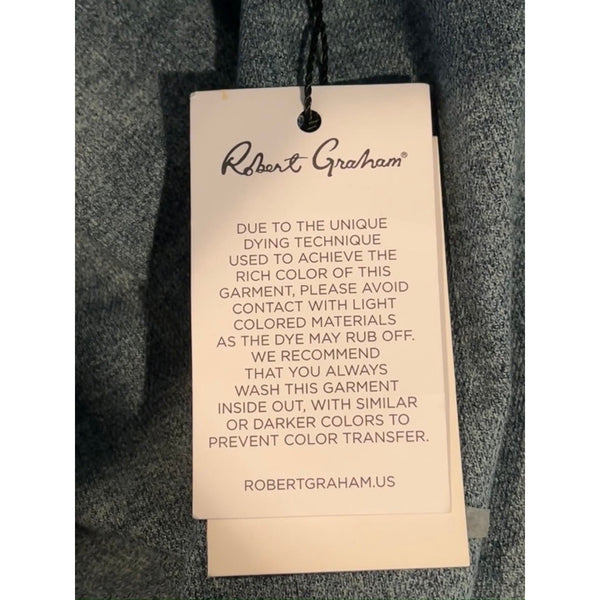 Robert Graham®
DUE TO THE UNIQUE
DYING TECHNIQUE
USED TO ACHIEVE THE
RICH COLOR OF THIS
GARMENT, PLEASE AVOID
CONTACT WITH LIGHT
COLORED MATERIALS
AS THE DYE MAY RUB OFF.
WE RECOMMEND
THAT YOU ALWAYS
WASH THIS GARMENT
INSIDE OUT, WITH SIMILAR
OR DARKER COLORS TO
PREVENT COLOR TRANSFER.
ROBERTGRAHAM.US